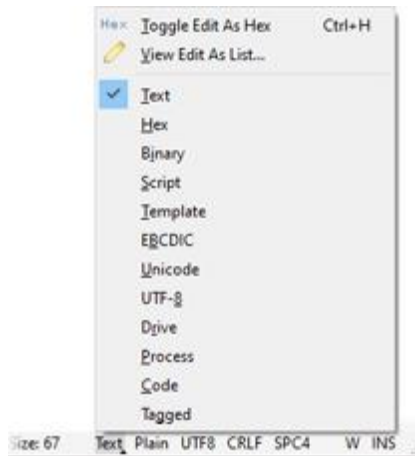 Hex Toggle Edit As Hex Ctrl+H
View Edit As List...
Text
Hex
Binary
Script
Template
EBCDIC
Unicode
UTF-8
Drive
Process
Code
Tagged
Size: 67 Text Plain UTF8 CRLF SPC4 W INS